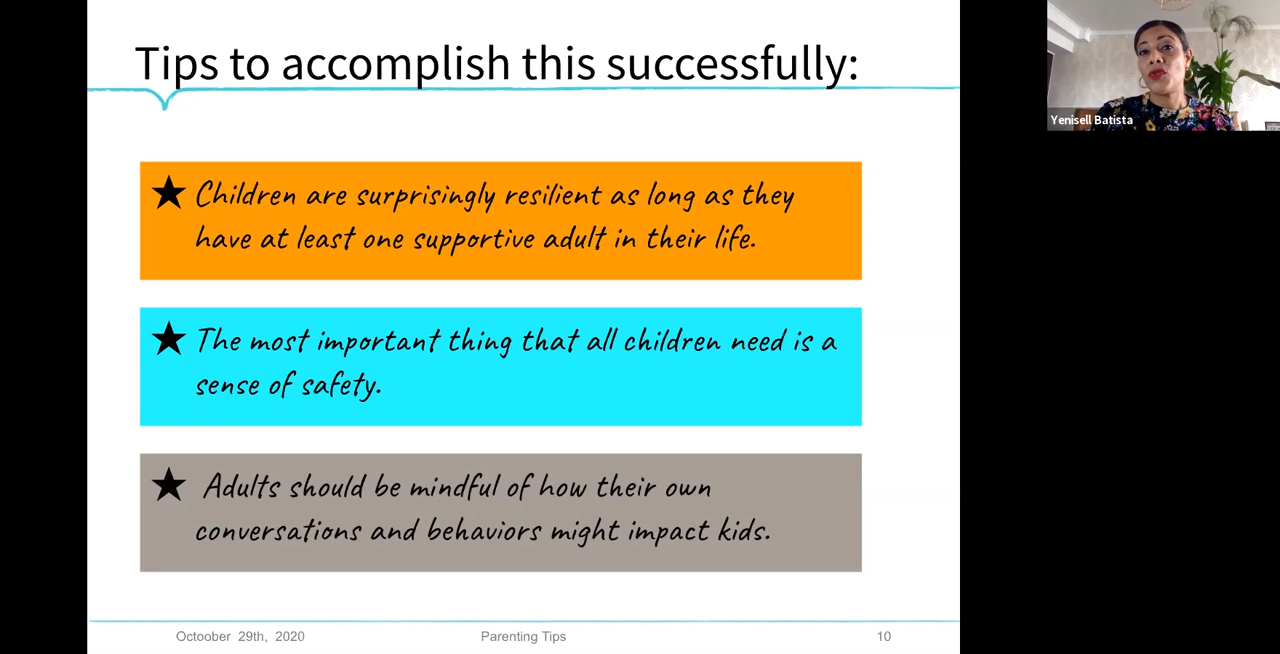 Tips to accomplish this successfully:
Yenisell Batista
★ Children are surprisingly resilient as long as they
have at least one supportive adult in their life.
★ The most important thing that all children need is a
sense of safety.
★ Adults should be mindful of how their own
conversations and behaviors might impact kids.
Octoober 29th, 2020 Parenting Tips 10